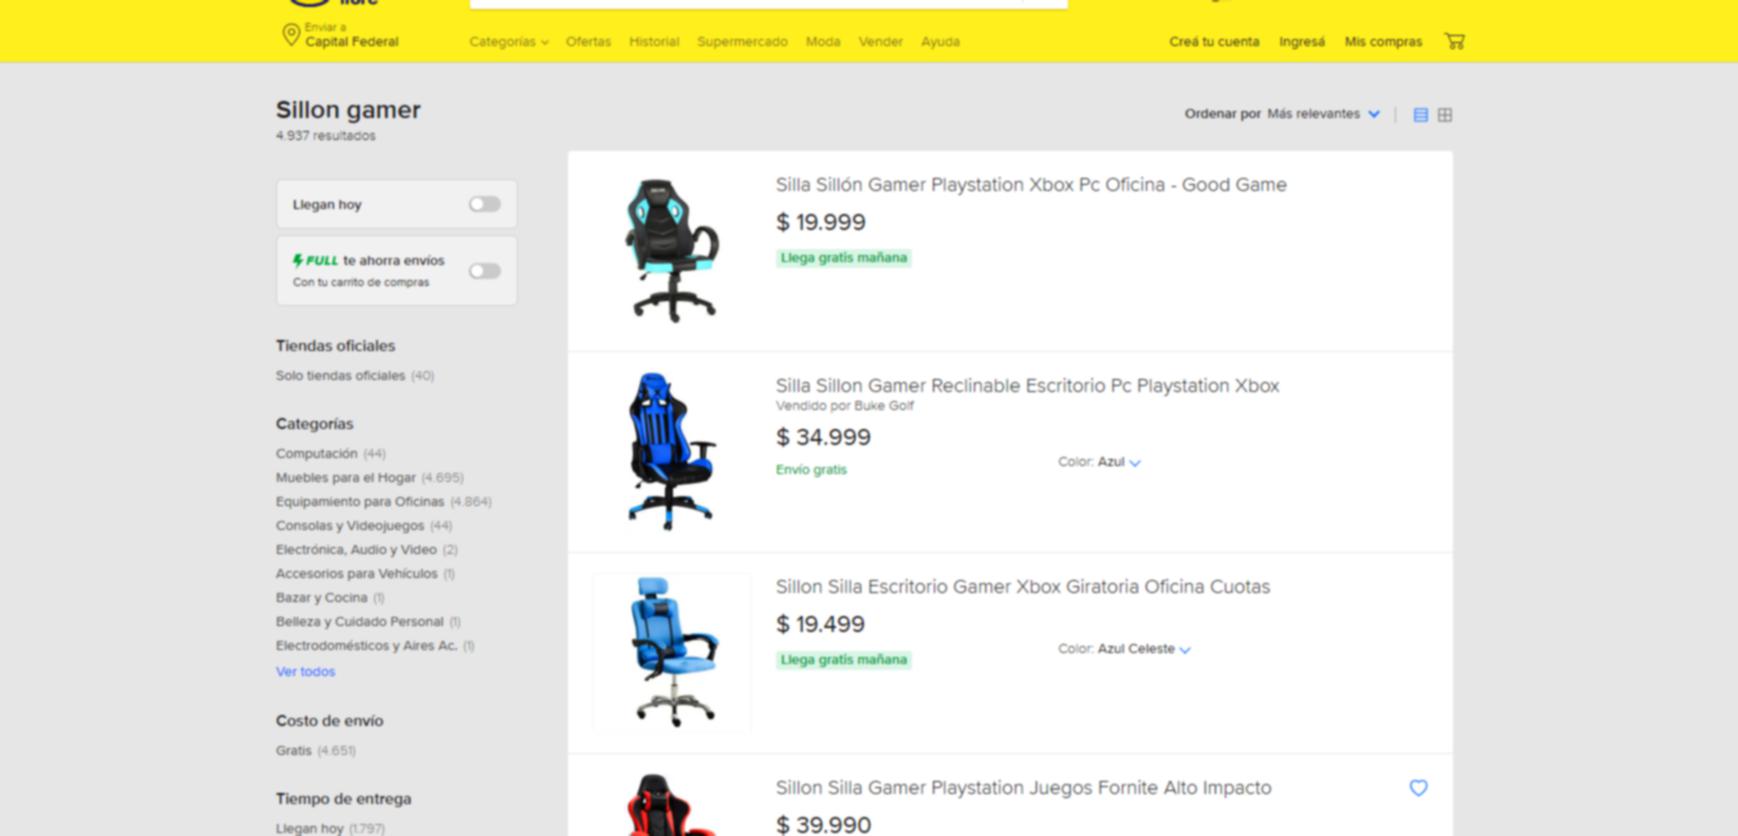 Enviar a
Capital Federal
Categorías Ofertas Historial Supermercado Moda Vender Ayuda
Creá tu cuenta Ingresá Mis compras
Sillon gamer
4.937 resultados
Ordenar por Más relevantes
Llegan hoy
FULL te ahorra envíos
Con tu carrito de compras
Tiendas oficiales
Solo tiendas oficiales (40)
Categorías
Computación (44)
Muebles para el Hogar (4.695)
Equipamiento para Oficinas (4.864)
Consolas y Videojuegos (44)
Electrónica, Audio y Video (2)
Accesorios para Vehículos (1)
Bazar y Cocina (1)
Belleza y Cuidado Personal (1)
Electrodomésticos y Aires Ac. (1)
Ver todos
Costo de envío
Gratis (4.651)
Tiempo de entrega
Llegan hoy (1.797)
Silla Sillón Gamer Playstation Xbox Pc Oficina - Good Game
$ 19.999
Llega gratis mañana
Silla Sillon Gamer Reclinable Escritorio Pc Playstation Xbox
Vendido por Buke Golf
$ 34.999
Envío gratis
Color: Azul
Sillon Silla Escritorio Gamer Xbox Giratoria Oficina Cuotas
$ 19.499
Llega gratis mañana
Color: Azul Celeste
Sillon Silla Gamer Playstation Juegos Fornite Alto Impacto
$ 39.990